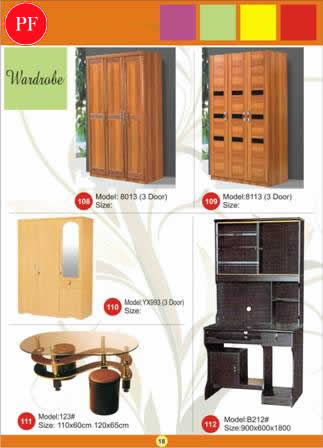 PF
Wardrobe
108
Model: 8013 (3 Door)
Size:
109
Model:8113 (3 Door)
Size:
110
Model:YX993 (3 Door)
Size:
111
Model:123#
Size: 110x60cm 120x65cm
112
Model:B212#
Size:900x600x1800
18